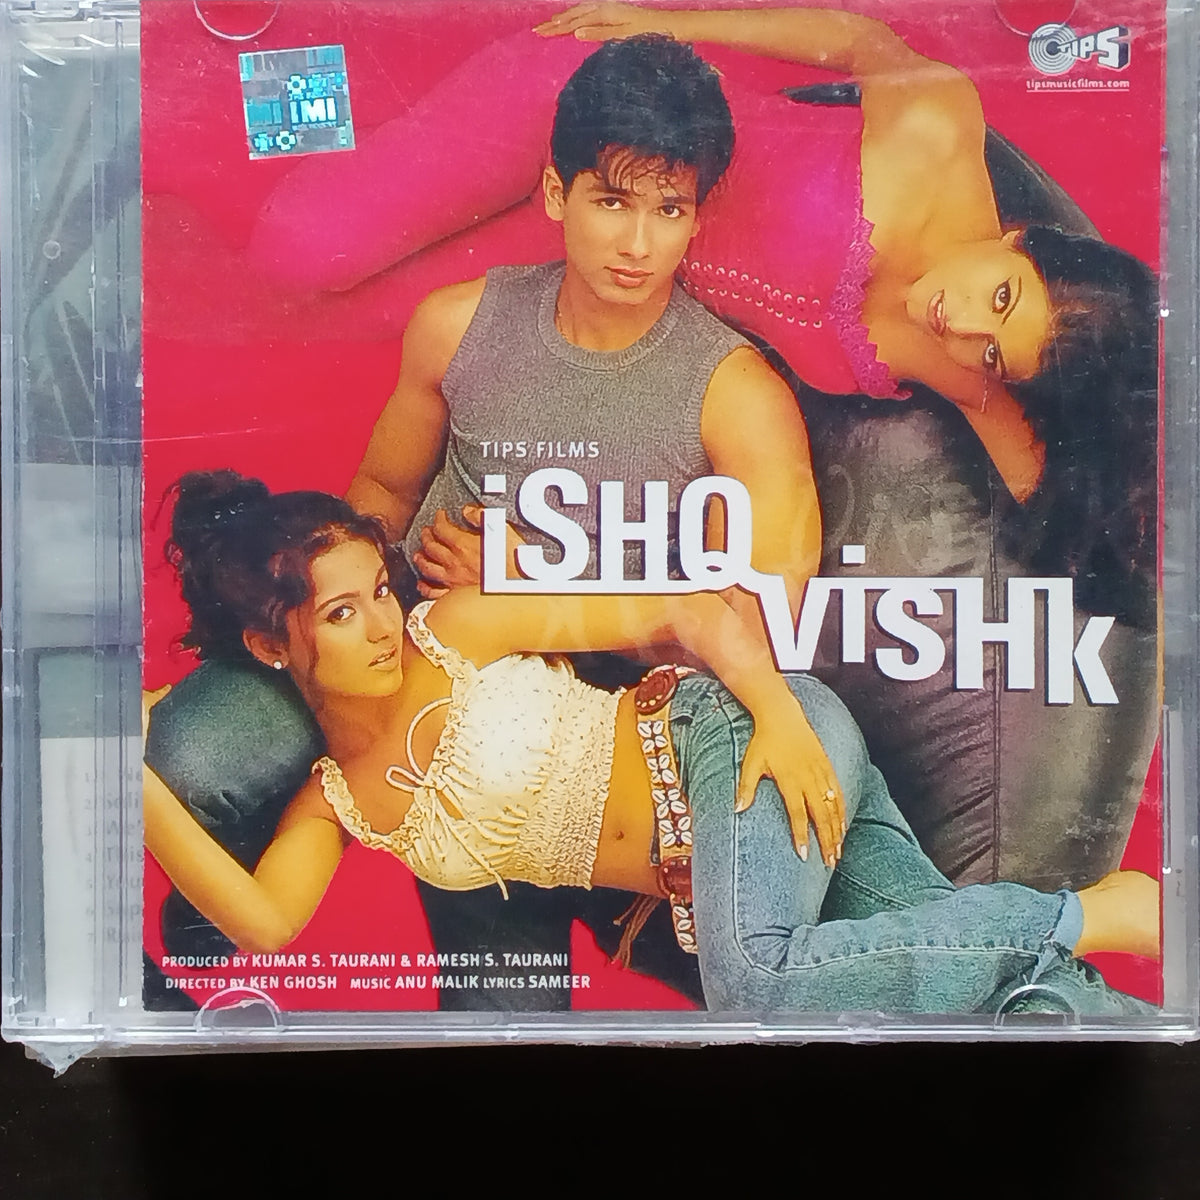 IMI
TIPS
tipsmusicfilms.com
TIPS FILMS
iSHQ
ViSHk
PRODUCED BY KUMAR S. TAURANI & RAMESH S. TAURANI
DIRECTED BY KEN GHOSH MUSIC ANU MALIK LYRICS SAMEER